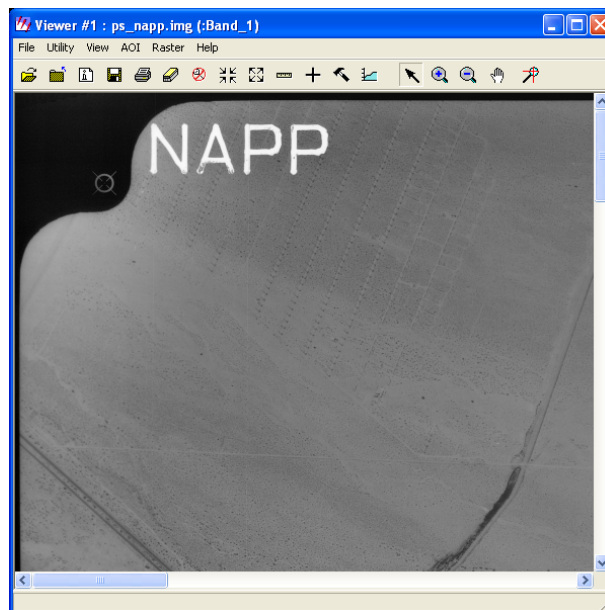 Viewer #1 : ps_napp.img (:Band_1)
File Utility View AOI Raster Help
NAPP